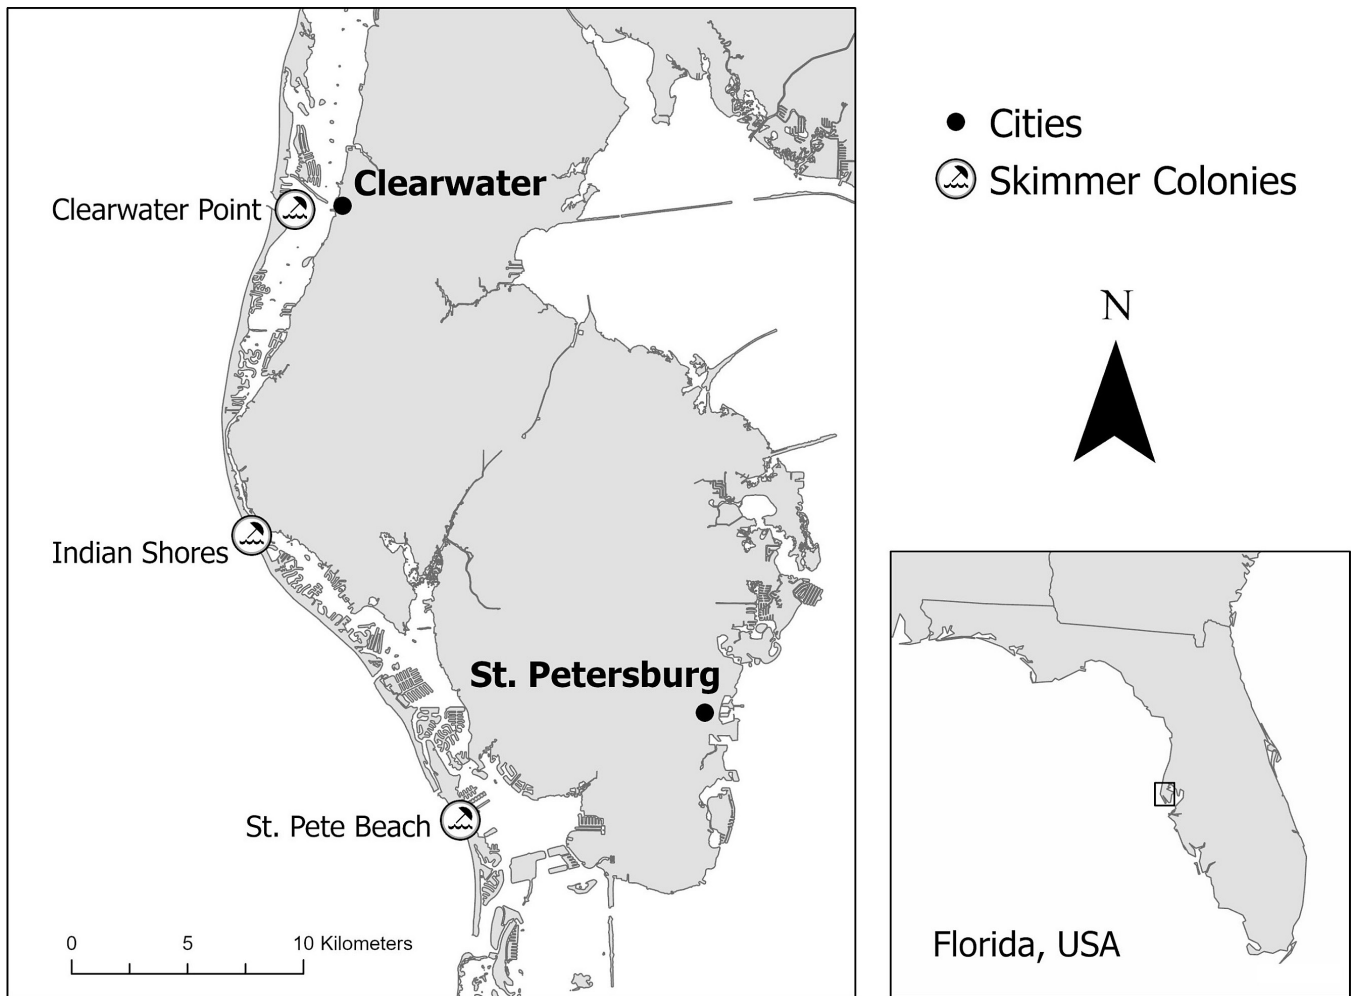 Clearwater
Clearwater Point
Indian Shores
St. Petersburg
St. Pete Beach
0 5 10 Kilometers
Cities
Skimmer Colonies
N
Florida, USA